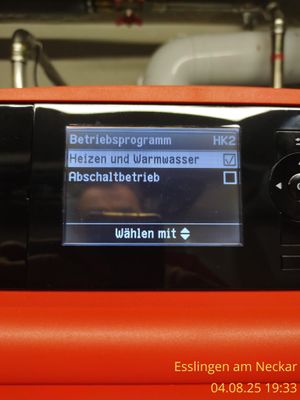 Betriebsprogramm HK2
Heizen und Warmwasser
Abschaltbetrieb
Wählen mit
Esslingen am Neckar
04.08.25 19:33